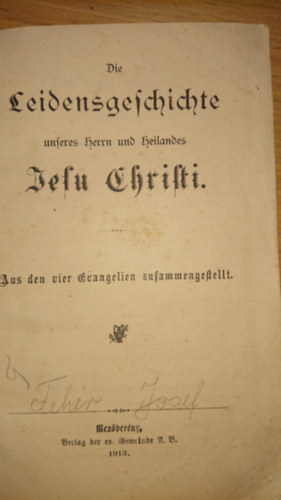 Die
Leidensgeschichte
unseres Herrn und Heilandes
Jesu Christi.
Aus den vier Evangelien zusammengestellt.
Fehér Josef
Mezöberény,
Verlag der ev. Gemeinde A. B.
1913.